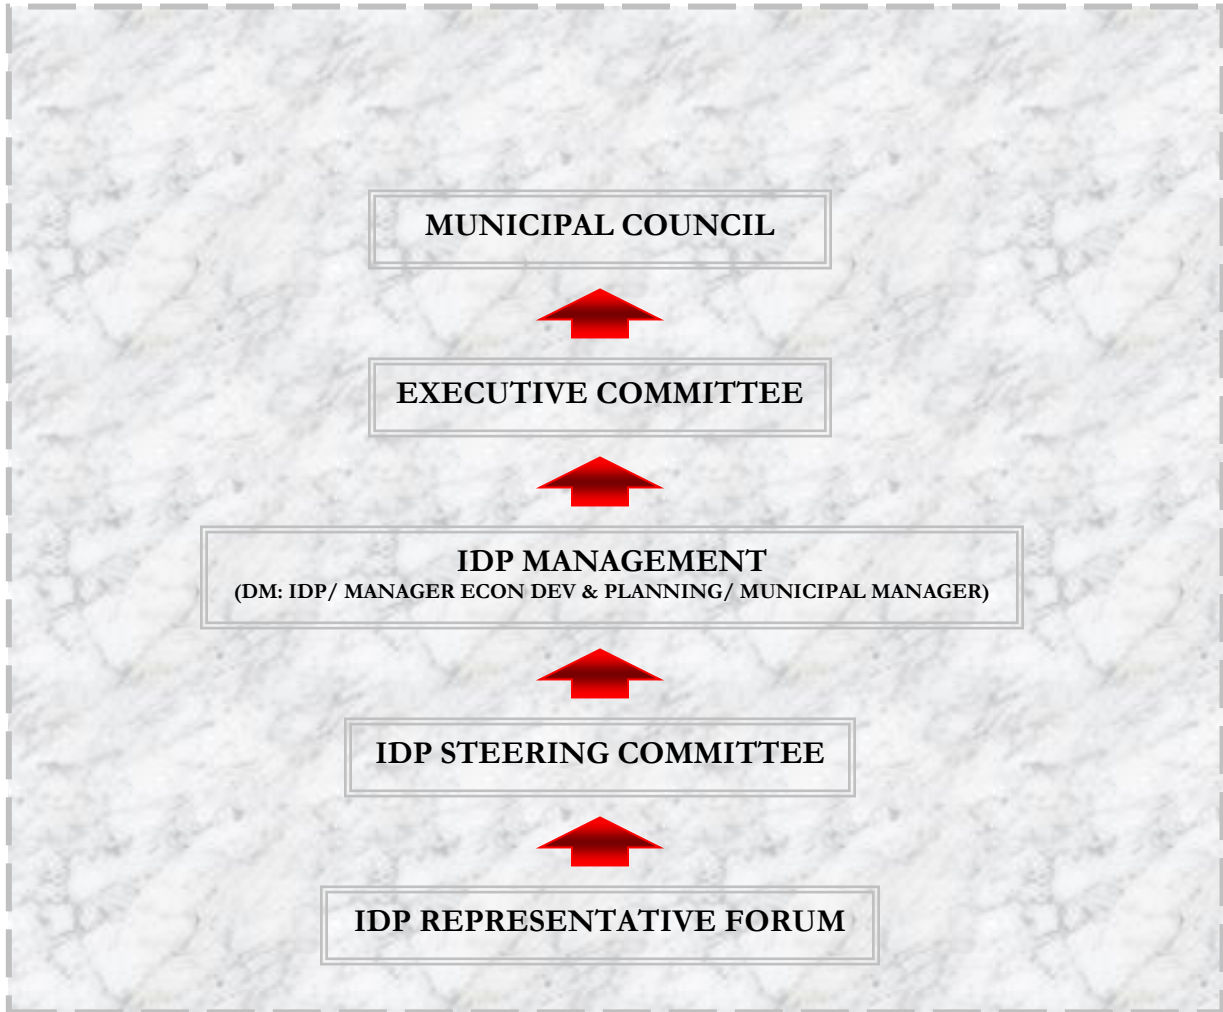 MUNICIPAL COUNCIL
EXECUTIVE COMMITTEE
IDP MANAGEMENT
(DM: IDP/ MANAGER ECON DEV & PLANNING/ MUNICIPAL MANAGER)
IDP STEERING COMMITTEE
IDP REPRESENTATIVE FORUM